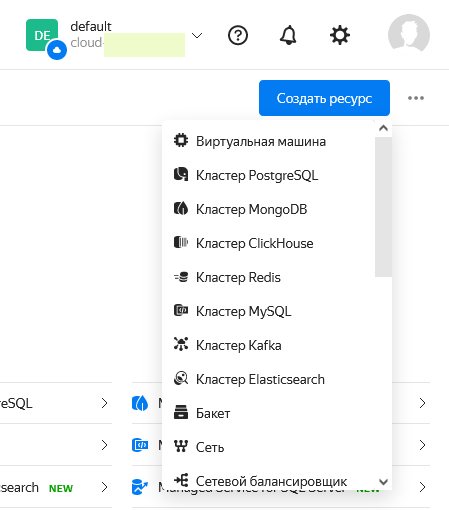 DE
default
cloud-
Создать ресурс
Виртуальная машина
Кластер PostgreSQL
Кластер MongoDB
Кластер ClickHouse
Кластер Redis
Кластер MySQL
Кластер Kafka
Кластер Elasticsearch
Бакет
Сеть
Сетевой балансировщик
eSQL
search NEW
Managed Service for SQL Server NEW